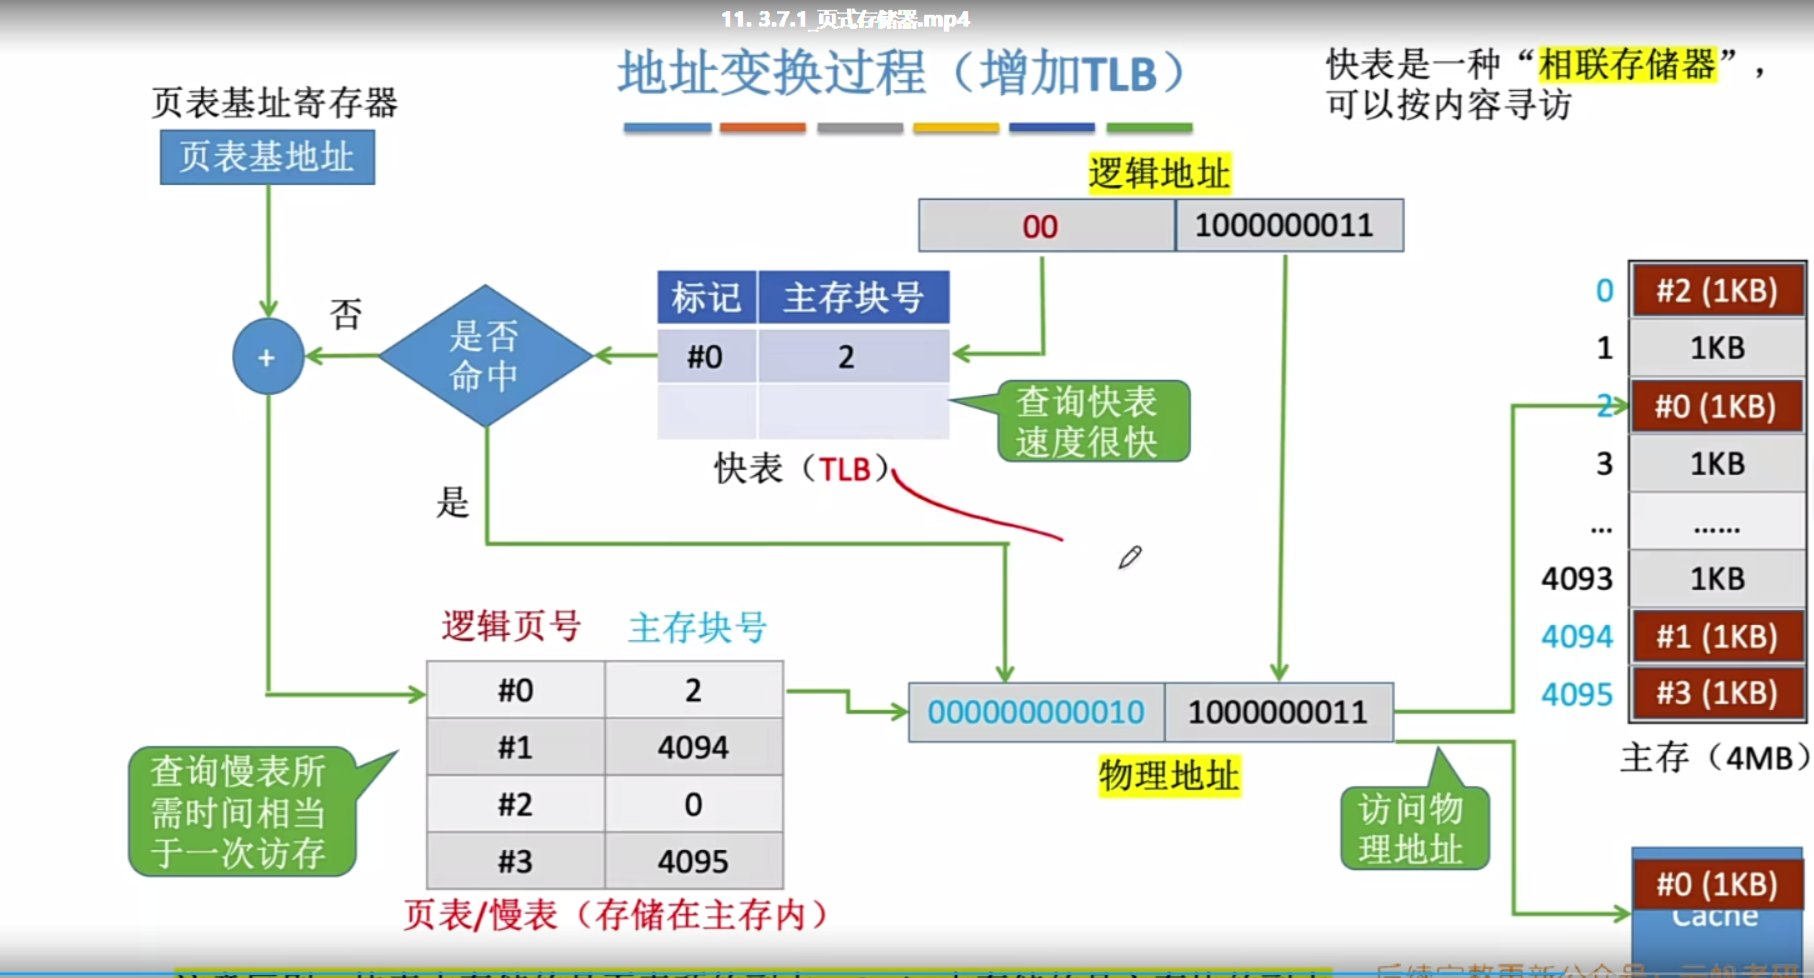 11. 3.7.1_页式存储器.mp4
地址变换过程（增加TLB）
快表是一种“相联存储器”，
可以按内容寻访
页表基址寄存器
页表基地址
逻辑地址
00 1000000011
标记 主存块号
#0 2
查询快表
速度很快
快表（TLB）
+
否
是否
命中
是
逻辑页号 主存块号
#0 2
#1 4094
#2 0
#3 4095
页表/慢表（存储在主存内）
查询慢表所
需时间相当
于一次访存
000000000010 1000000011
物理地址
访问物
理地址
0 #2 (1KB)
1 1KB
2 #0 (1KB)
3 1KB
... ……
4093 1KB
4094 #1 (1KB)
4095 #3 (1KB)
主存（4MB）
#0 (1KB)
Cache